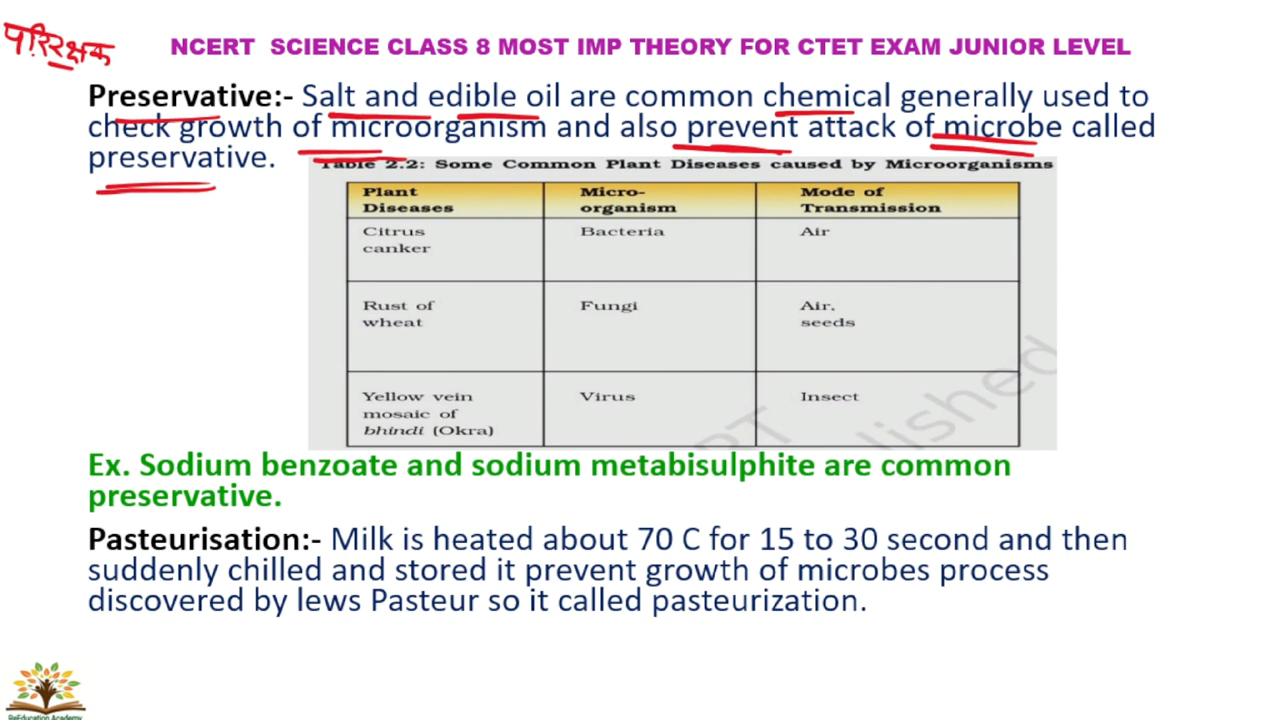 परिरक्षक
NCERT SCIENCE CLASS 8 MOST IMP THEORY FOR CTET EXAM JUNIOR LEVEL
Preservative:- Salt and edible oil are common chemical generally used to
check growth of microorganism and also prevent attack of microbe called
preservative.
Table 2.2: Some Common Plant Diseases caused by Microorganisms
Plant Diseases
Micro-organism
Mode of Transmission
Citrus canker
Bacteria
Air
Rust of wheat
Fungi
Air, seeds
Yellow vein mosaic of bhindi (Okra)
Virus
Insect
Ex. Sodium benzoate and sodium metabisulphite are common
preservative.
Pasteurisation:- Milk is heated about 70 C for 15 to 30 second and then
suddenly chilled and stored it prevent growth of microbes process
discovered by lews Pasteur so it called pasteurization.